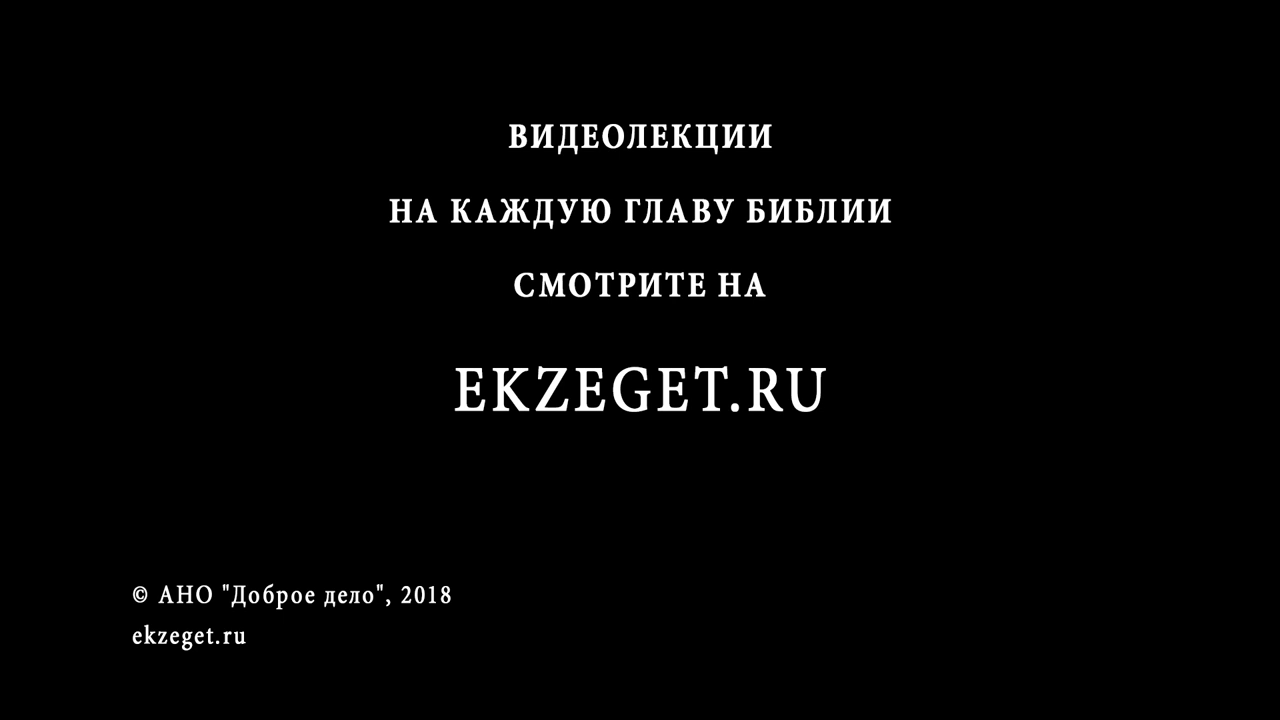 ВИДЕОЛЕКЦИИ
НА КАЖДУЮ ГЛАВУ БИБЛИИ
СМОТРИТЕ НА
EKZEGET.RU
© АНО "Доброе дело", 2018
ekzeget.ru